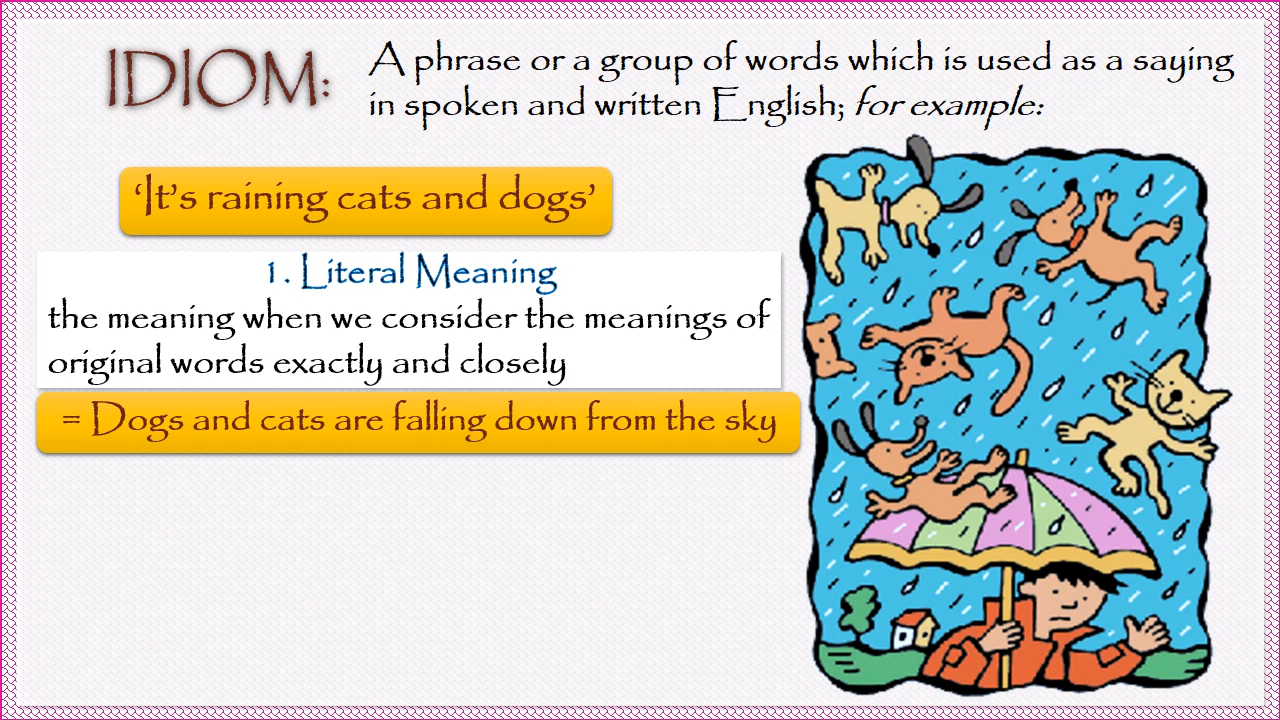 IDIOM:
A phrase or a group of words which is used as a saying
in spoken and written English; for example:
‘It’s raining cats and dogs’
1. Literal Meaning
the meaning when we consider the meanings of
original words exactly and closely
= Dogs and cats are falling down from the sky